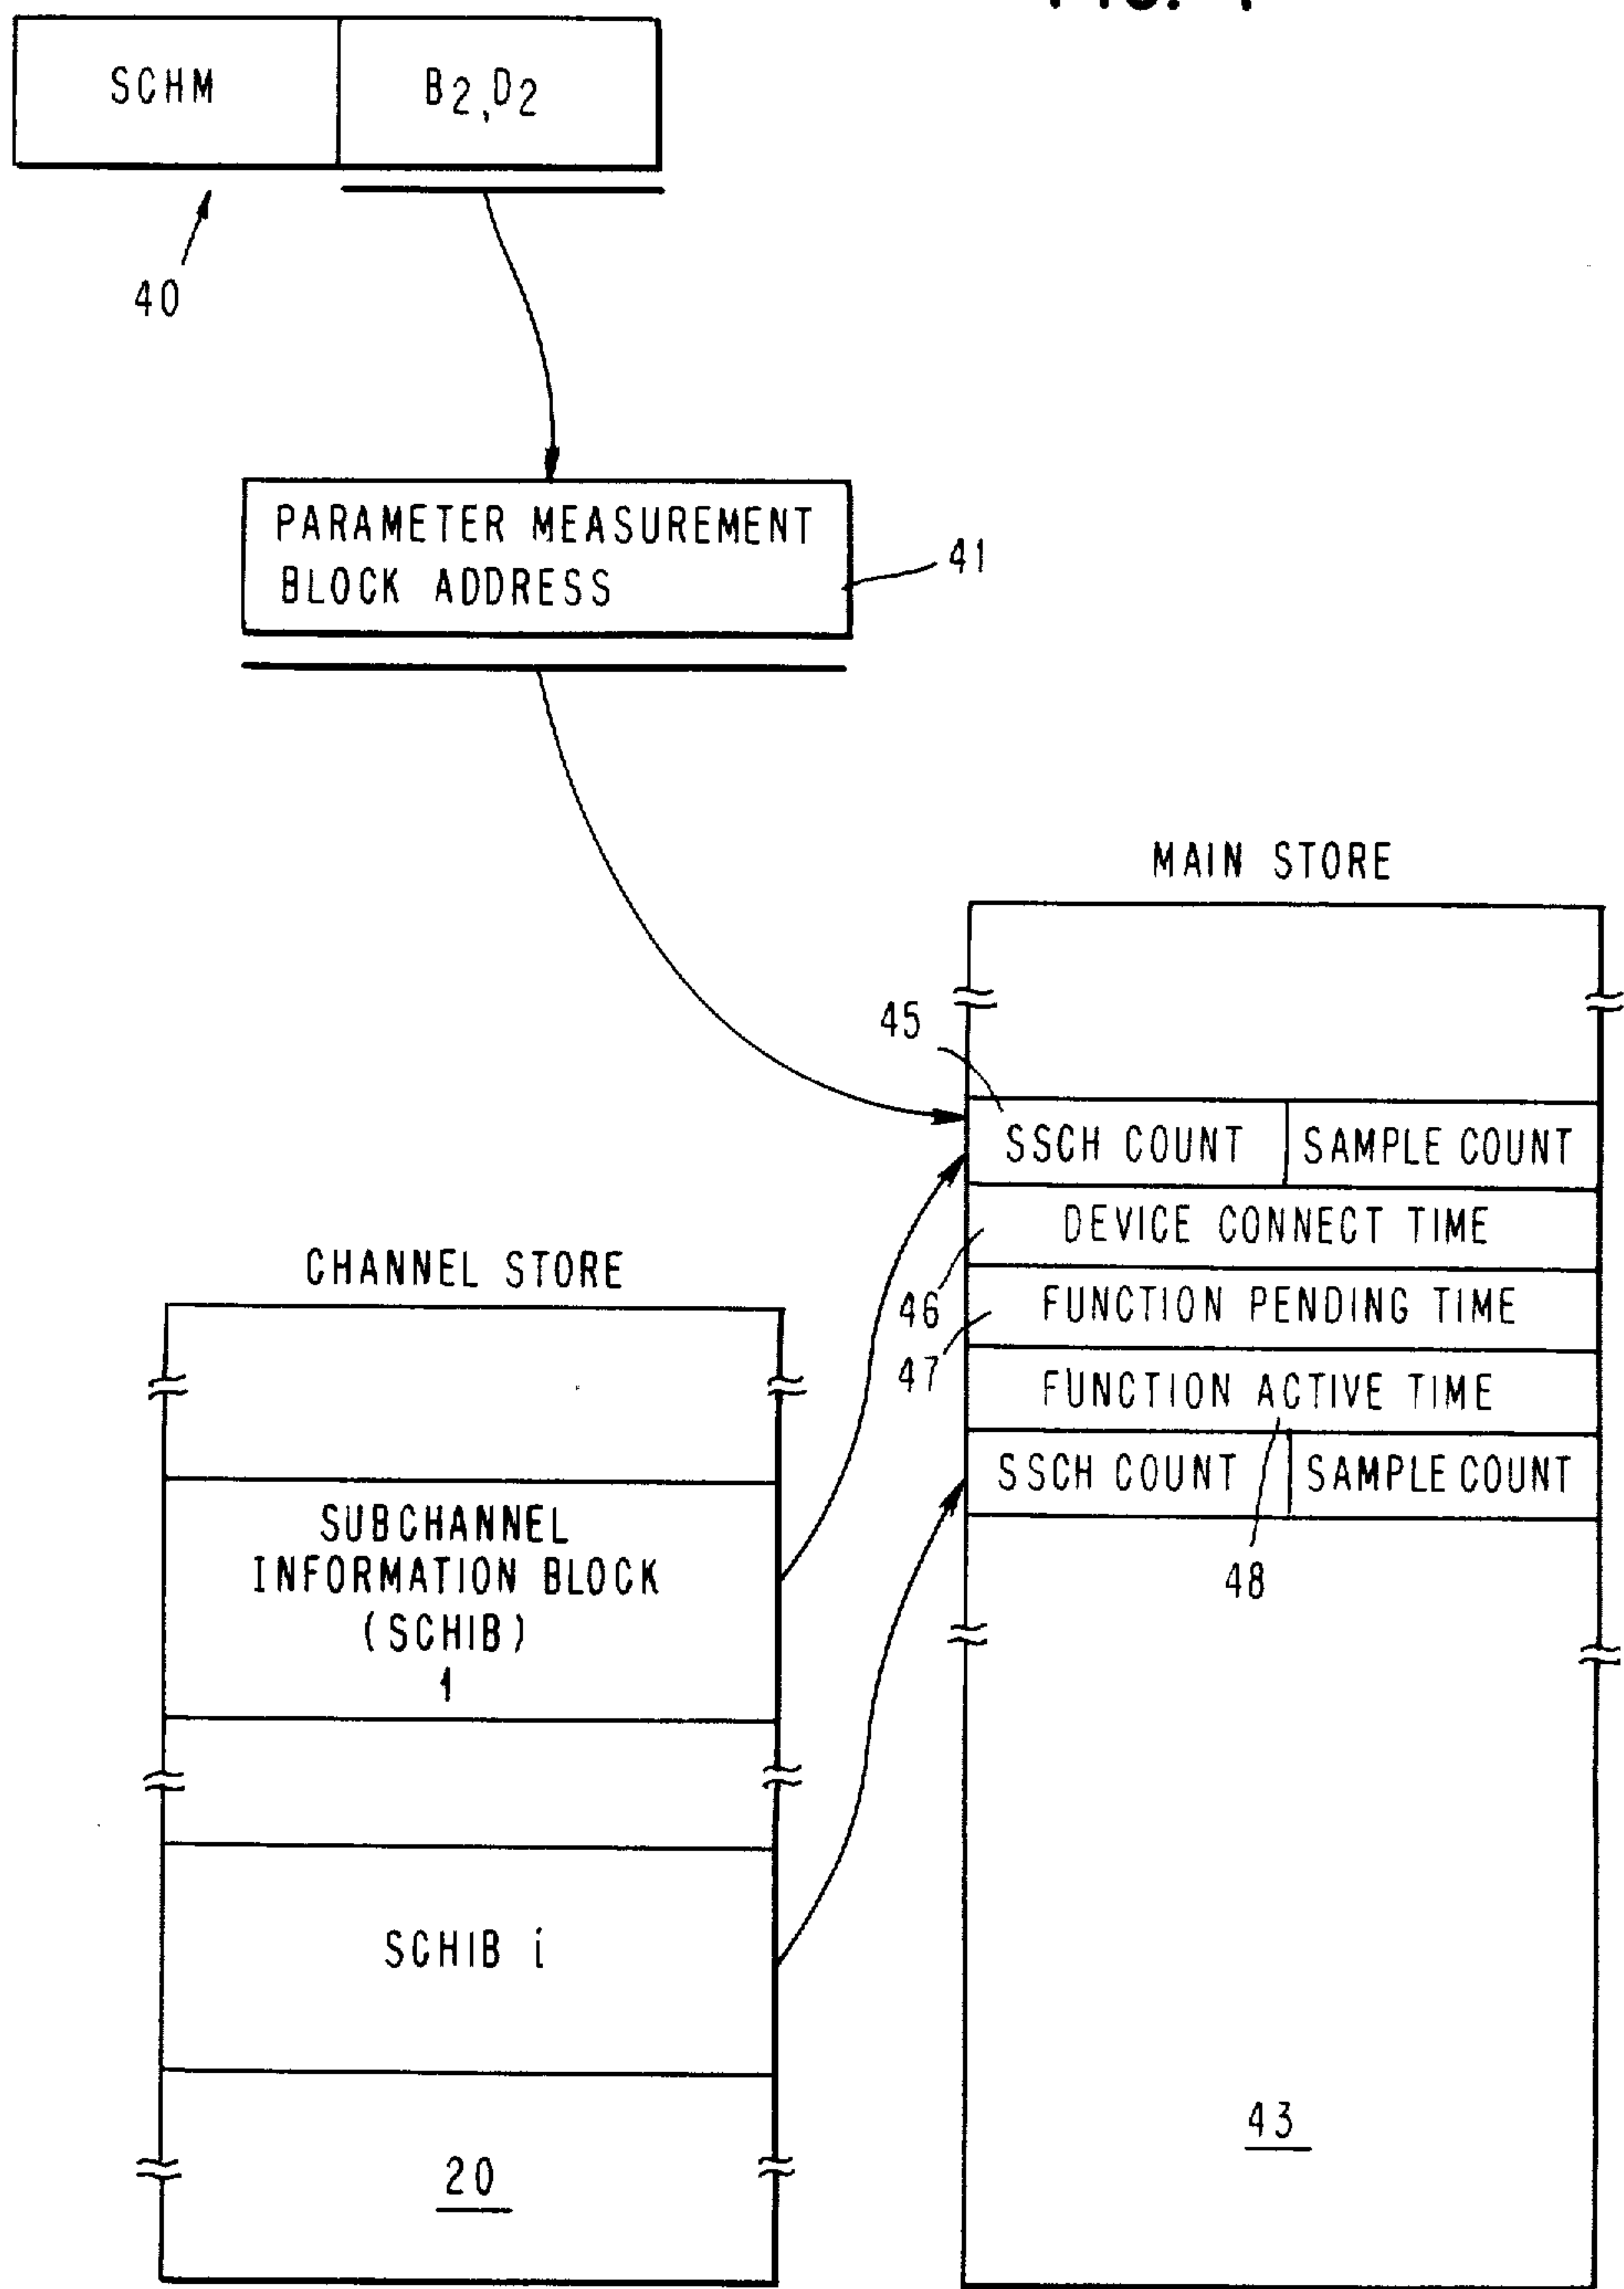 SCHM
B2,D2
40
PARAMETER MEASUREMENT
BLOCK ADDRESS
41
MAIN STORE
45
SSCH COUNT
SAMPLE COUNT
DEVICE CONNECT TIME
46
FUNCTION PENDING TIME
47
FUNCTION ACTIVE TIME
SSCH COUNT
SAMPLE COUNT
48
43
CHANNEL STORE
SUBCHANNEL
INFORMATION BLOCK
(SCHIB)
1
SCHIB i
20